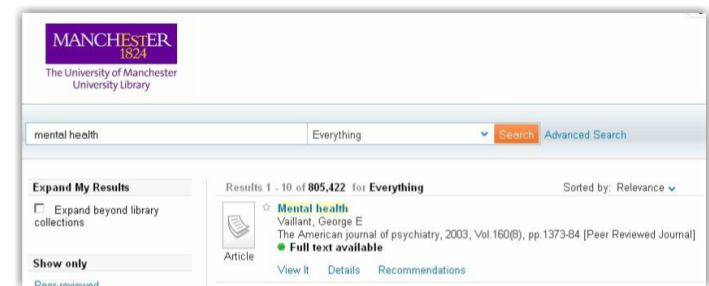 MANCHESTER
1824
The University of Manchester
University Library
mental health
Everything
Search
Advanced Search
Expand My Results
Expand beyond library
collections
Show only
Peer-reviewed
Results 1 - 10 of 805,422 for Everything
Sorted by: Relevance
Mental health
Vaillant, George E
The American journal of psychiatry, 2003, Vol.160(8), pp.1373-84 [Peer Reviewed Journal]
Full text available
Article
View It Details Recommendations